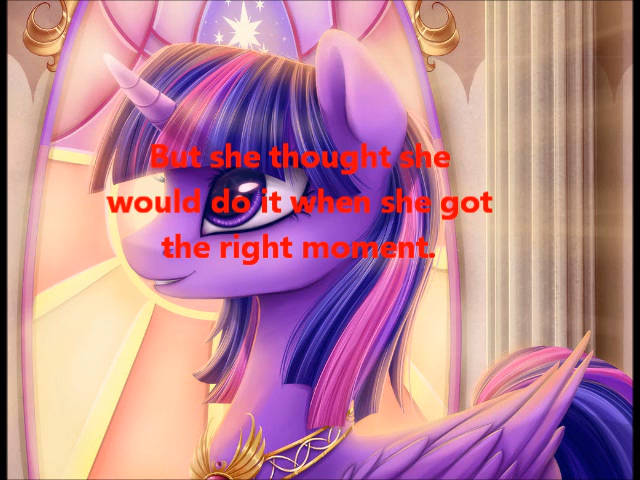 But she thought she
would do it when she got
the right moment.